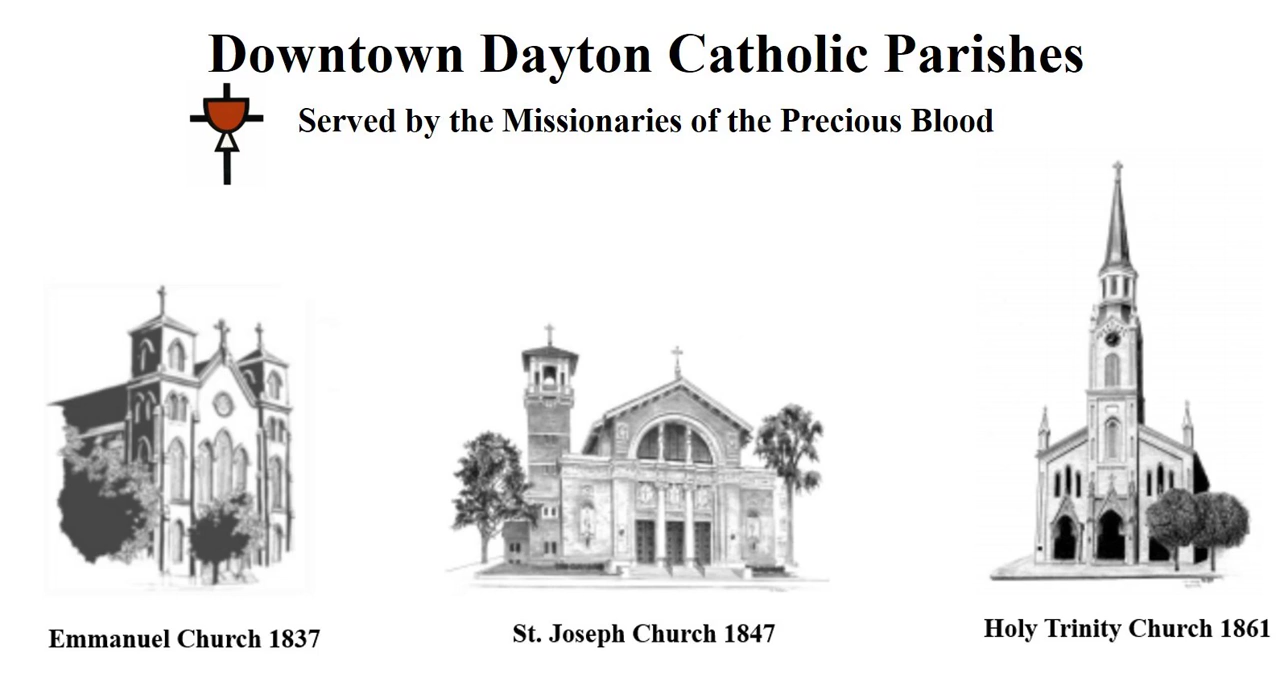 Downtown Dayton Catholic Parishes
Served by the Missionaries of the Precious Blood
Emmanuel Church 1837
St. Joseph Church 1847
Holy Trinity Church 1861